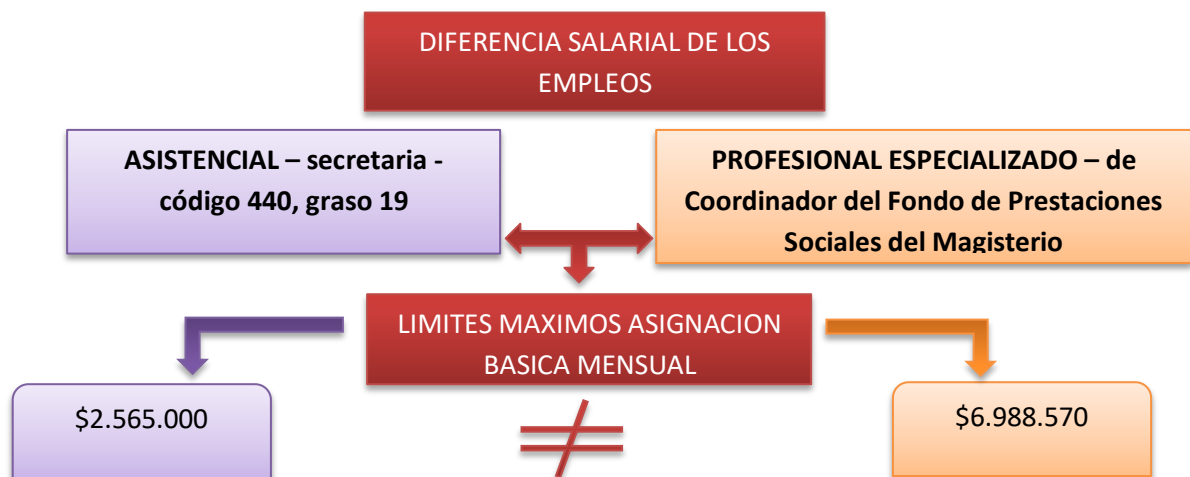 DIFERENCIA SALARIAL DE LOS
EMPLEOS
ASISTENCIAL – secretaria -
código 440, graso 19
PROFESIONAL ESPECIALIZADO – de
Coordinador del Fondo de Prestaciones
Sociales del Magisterio
LIMITES MAXIMOS ASIGNACION
BASICA MENSUAL
$2.565.000
$6.988.570